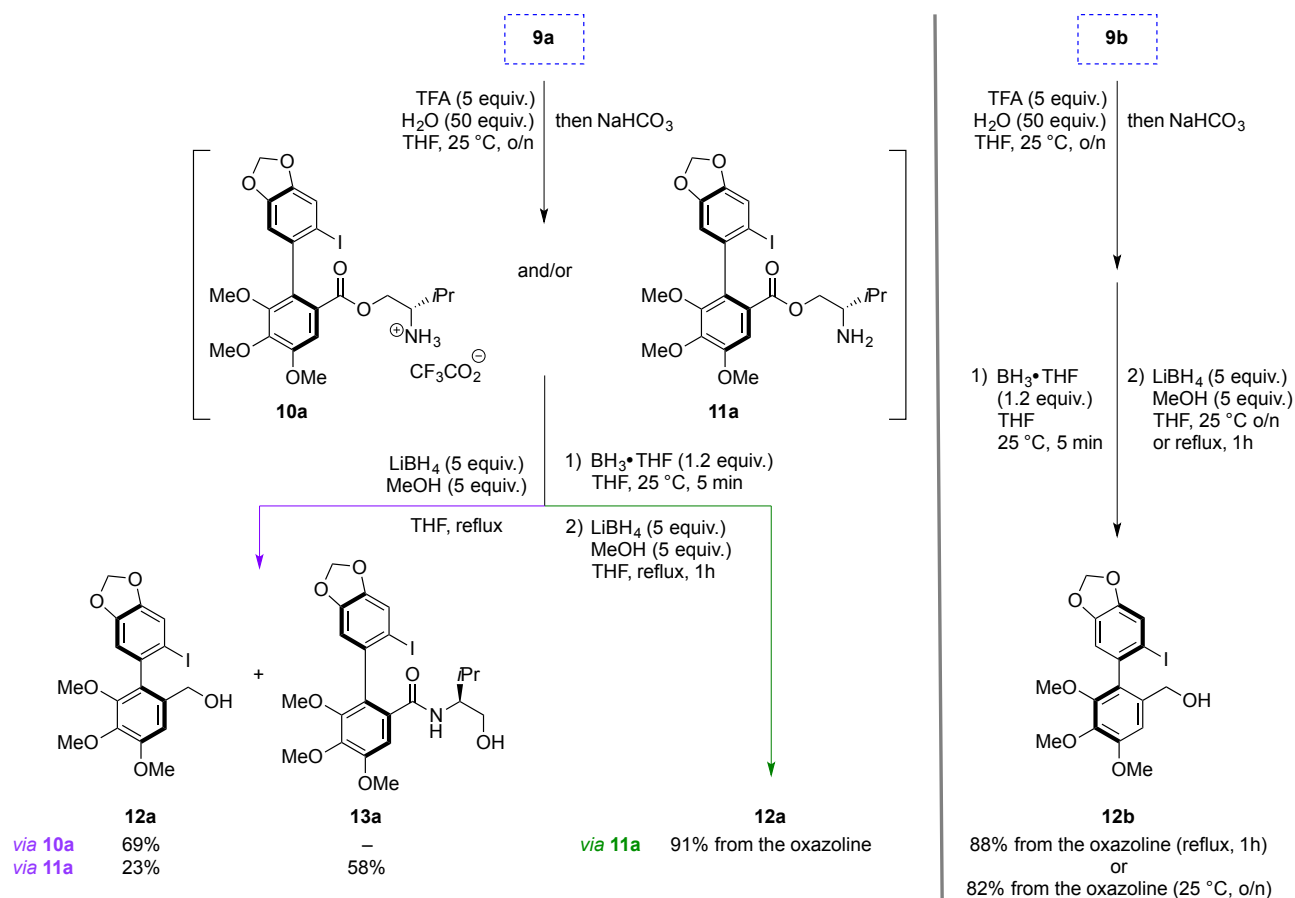 9a
9b
TFA (5 equiv.)
H2O (50 equiv.)
THF, 25 °C, o/n
then NaHCO3
TFA (5 equiv.)
H2O (50 equiv.)
THF, 25 °C, o/n
then NaHCO3
O
O
I
O
O
iPr
MeO
MeO
OMe
⊕
NH3
CF3CO2
⊖
10a
and/or
O
O
I
O
O
iPr
MeO
MeO
OMe
NH2
11a
LiBH4 (5 equiv.)
MeOH (5 equiv.)
THF, reflux
1) BH3•THF (1.2 equiv.)
THF, 25 °C, 5 min
2) LiBH4 (5 equiv.)
MeOH (5 equiv.)
THF, reflux, 1h
1) BH3•THF
(1.2 equiv.)
THF
25 °C, 5 min
2) LiBH4 (5 equiv.)
MeOH (5 equiv.)
THF, 25 °C o/n
or reflux, 1h
O
O
I
MeO
OH
MeO
OMe
+
O
O
I
O
iPr
MeO
N
H
OH
MeO
OMe
O
O
I
MeO
OH
MeO
OMe
12a
13a
12a
12b
via 10a 69% –
via 11a 23% 58%
via 11a 91% from the oxazoline
88% from the oxazoline (reflux, 1h)
or
82% from the oxazoline (25 °C, o/n)